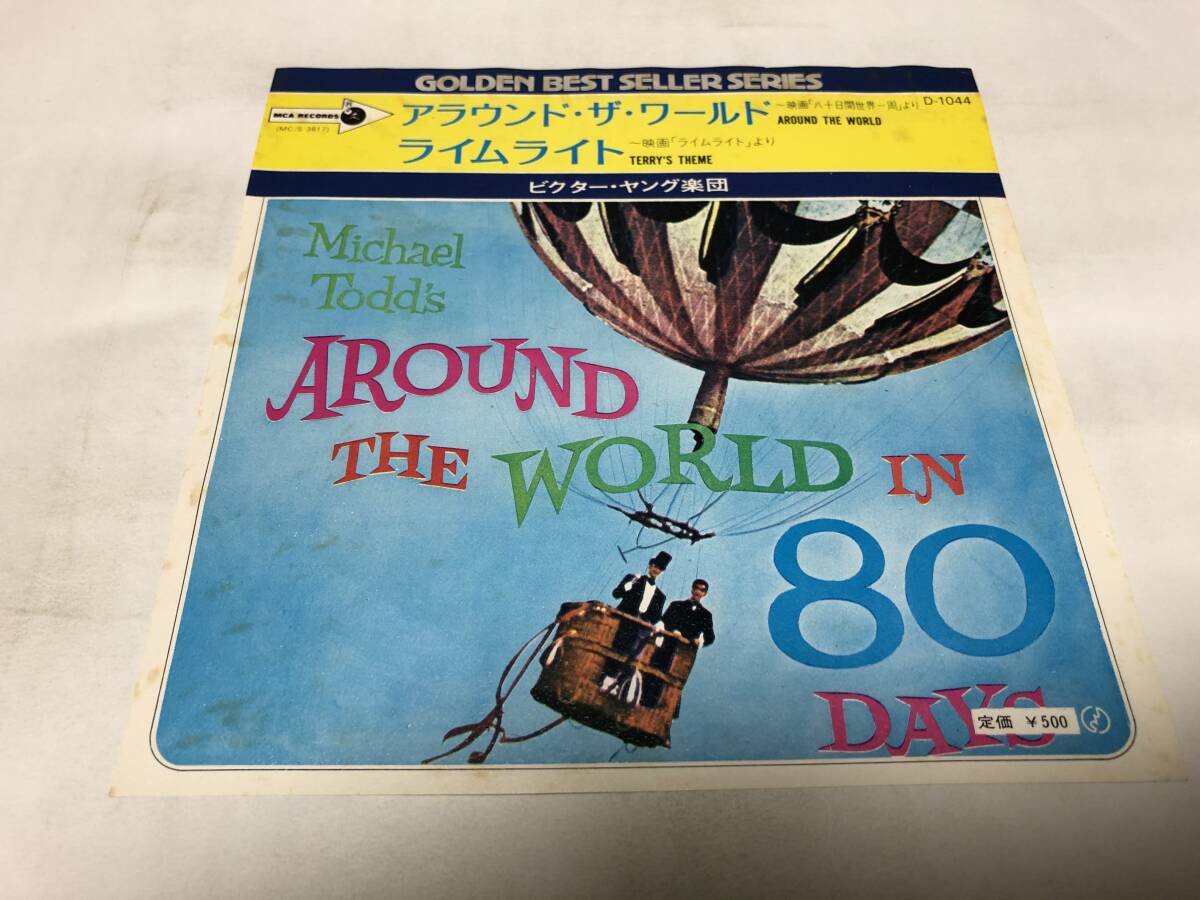 GOLDEN BEST SELLER SERIES
MCA RECORDS
(MC/S 3817)
アラウンド・ザ・ワールド ~映画「八十日間世界一周」より D-1044
AROUND THE WORLD
ライムライト ~映画「ライムライト」より
TERRY'S THEME
ビクター・ヤング楽団
Michael
Todd's
AROUND
THE WORLD IN
80
DAYS
定価 ¥500